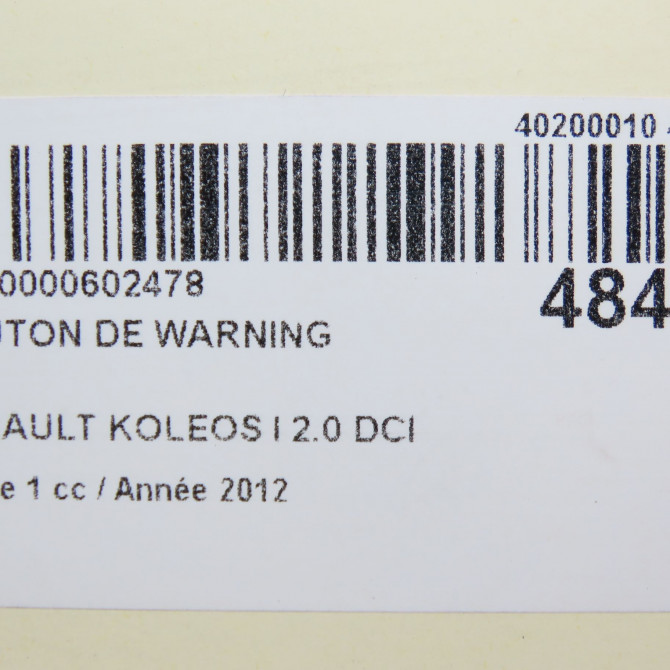 40200010
0000602478
484
UTON DE WARNING
AULT KOLEOS I 2.0 DCI
e 1 cc / Année 2012